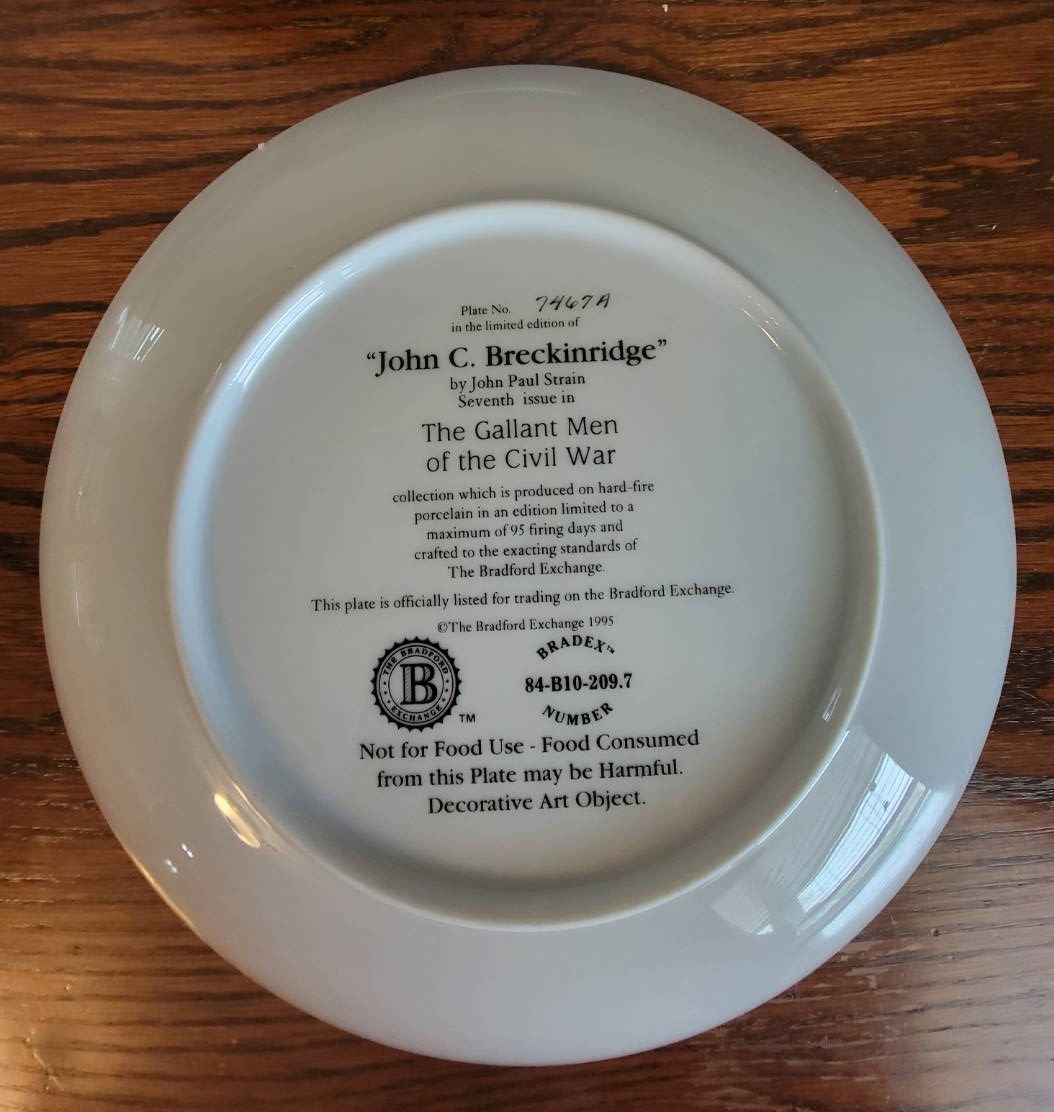 Plate No. 7467A
in the limited edition of
“John C. Breckinridge”
by John Paul Strain
Seventh issue in
The Gallant Men
of the Civil War
collection which is produced on hard-fire
porcelain in an edition limited to a
maximum of 95 firing days and
crafted to the exacting standards of
The Bradford Exchange.
This plate is officially listed for trading on the Bradford Exchange.
©The Bradford Exchange 1995
THE BRADFORD
B
EXCHANGE
TM
BRADEX™
84-B10-209.7
NUMBER
Not for Food Use - Food Consumed
from this Plate may be Harmful.
Decorative Art Object.